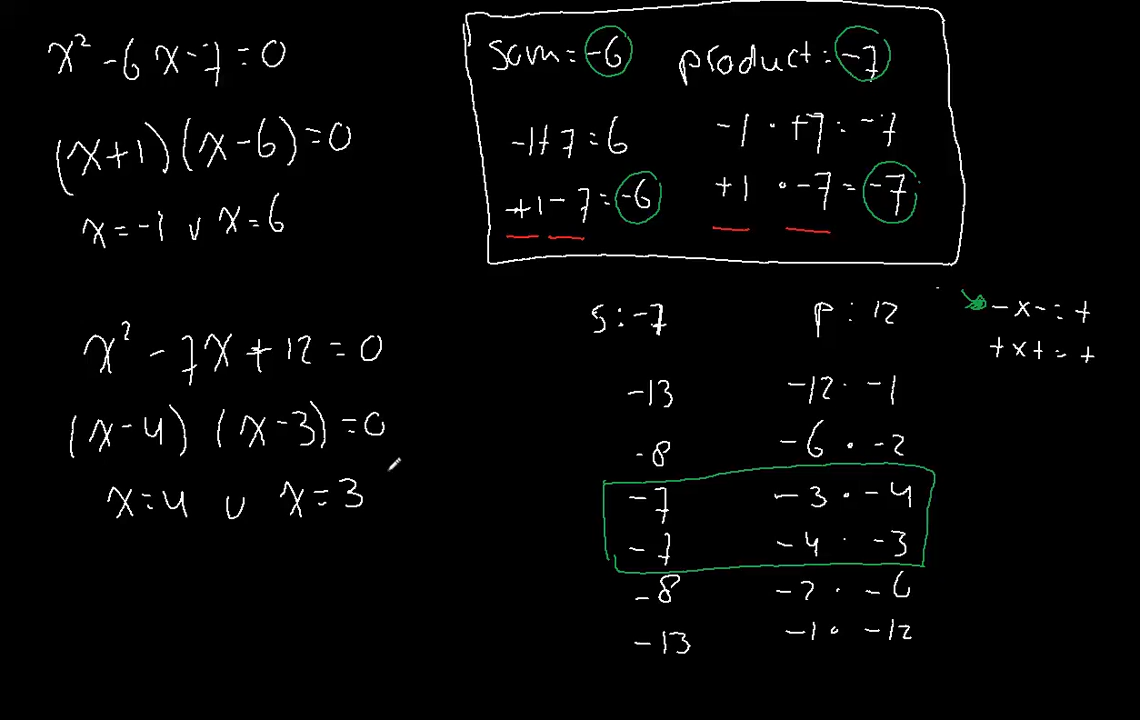 x² - 6x - 7 = 0
(x+1)(x-6) = 0
x = -1 v x = 6
sum = -6 product: -7
-1+7 = 6 -1 · +7 = -7
+1-7 = -6 +1 · -7 = -7
x² - 7x + 12 = 0
(x-4) (x-3) = 0
x = 4 v x = 3
s: -7 p: 12
-13 -12 · -1
-8 -6 · -2
-7 -3 · -4
-7 -4 · -3
-8 -2 · -6
-13 -1 · -12
- x - = +
+ x + = +